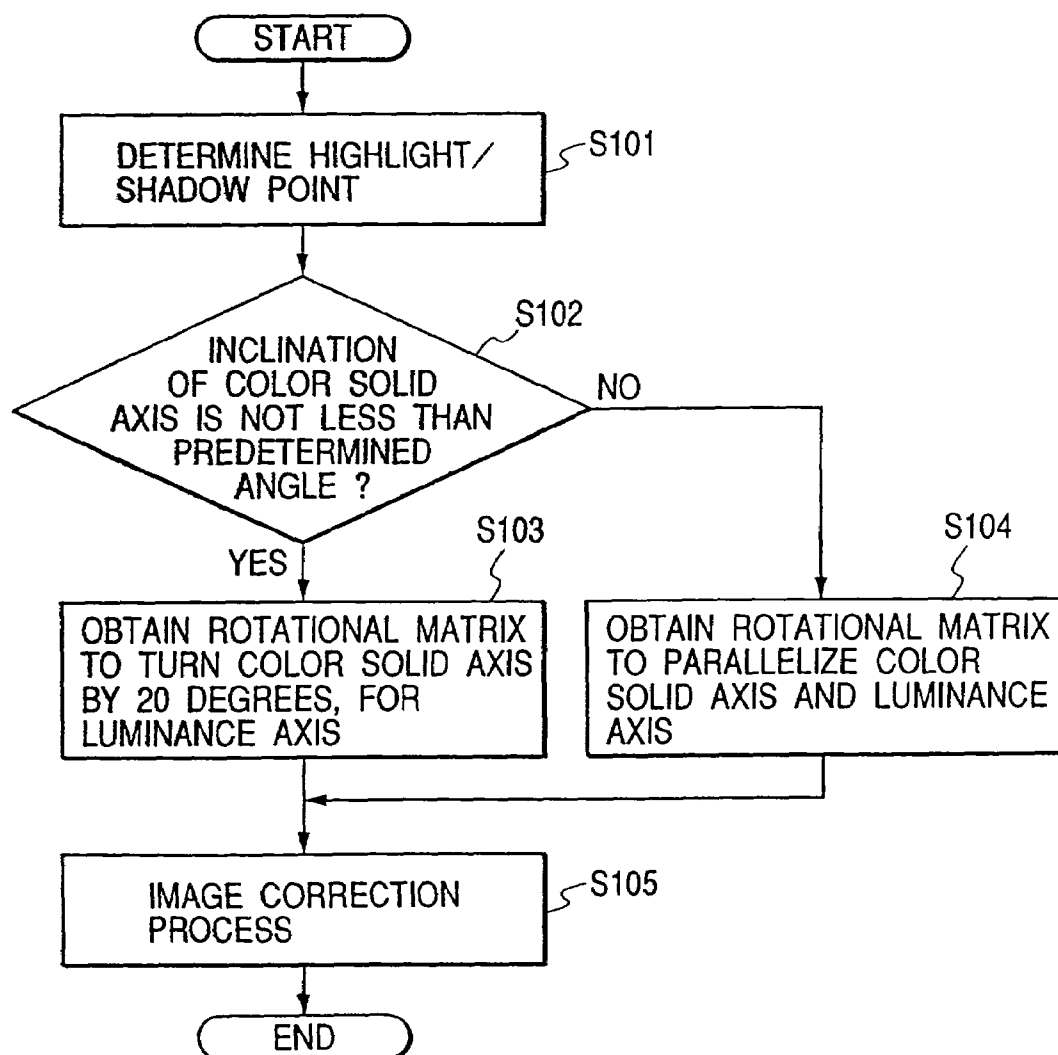 START
DETERMINE HIGHLIGHT/
SHADOW POINT
S101
S102
INCLINATION
OF COLOR SOLID
AXIS IS NOT LESS THAN
PREDETERMINED
ANGLE ?
NO
YES
S103
OBTAIN ROTATIONAL MATRIX
TO TURN COLOR SOLID AXIS
BY 20 DEGREES, FOR
LUMINANCE AXIS
S104
OBTAIN ROTATIONAL MATRIX
TO PARALLELIZE COLOR
SOLID AXIS AND LUMINANCE
AXIS
IMAGE CORRECTION
PROCESS
S105
END